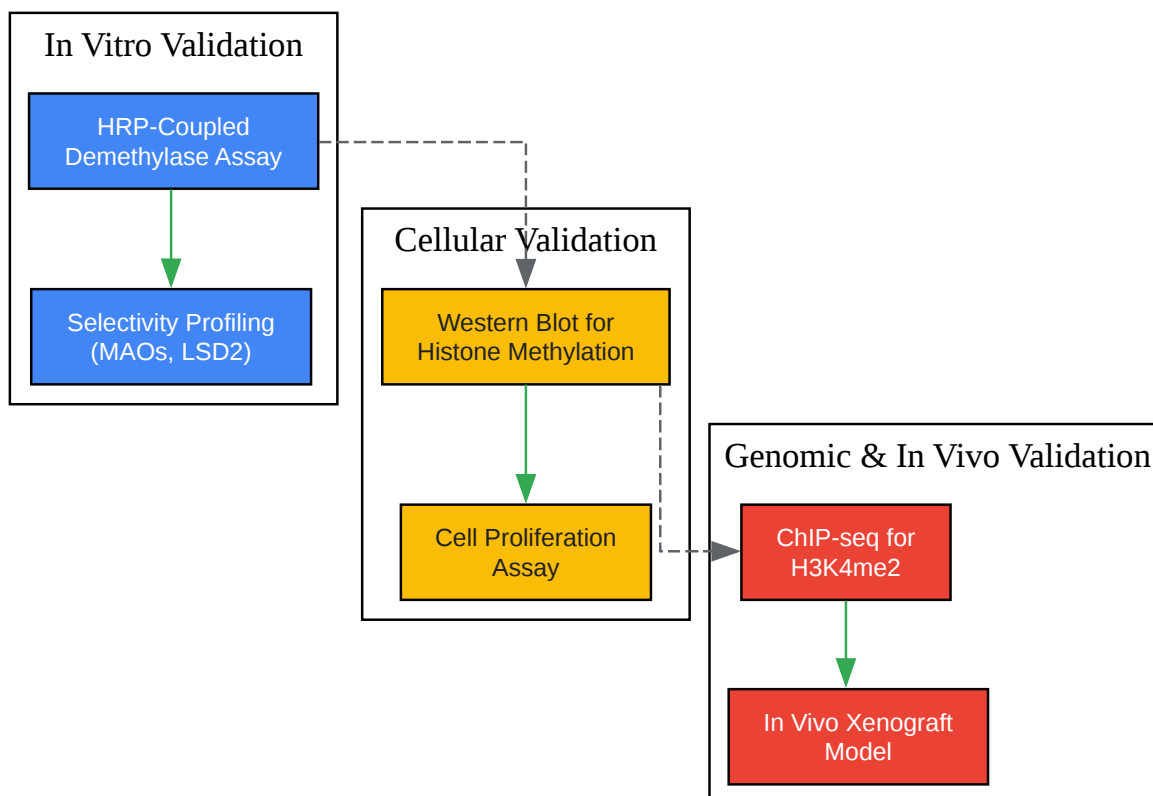 In Vitro Validation
HRP-Coupled
Demethylase Assay
Selectivity Profiling
(MAOs, LSD2)
Cellular Validation
Western Blot for
Histone Methylation
Cell Proliferation
Assay
Genomic & In Vivo Validation
ChIP-seq for
H3K4me2
In Vivo Xenograft
Model